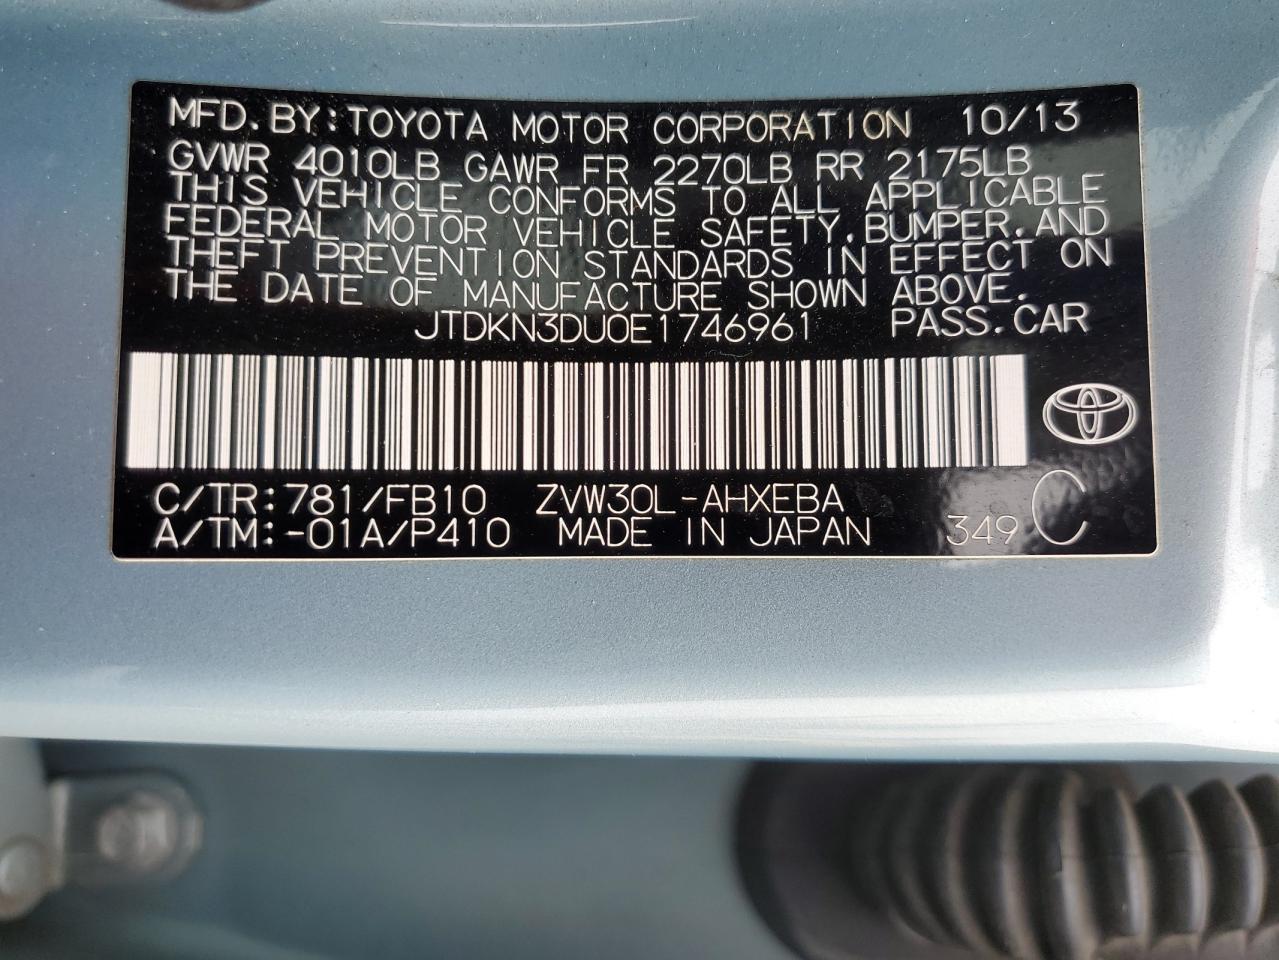 MFD. BY: TOYOTA MOTOR CORPORATION 10/13
GVWR 4010LB GAWR FR 2270LB RR 2175LB
THIS VEHICLE CONFORMS TO ALL APPLICABLE
FEDERAL MOTOR VEHICLE SAFETY, BUMPER, AND
THEFT PREVENTION STANDARDS IN EFFECT ON
THE DATE OF MANUFACTURE SHOWN ABOVE.
JTDKN3DU0E1746961 PASS. CAR
C/TR: 781/FB10 ZVW30L-AHXEBA
A/TM: -01A/P410 MADE IN JAPAN 349 C